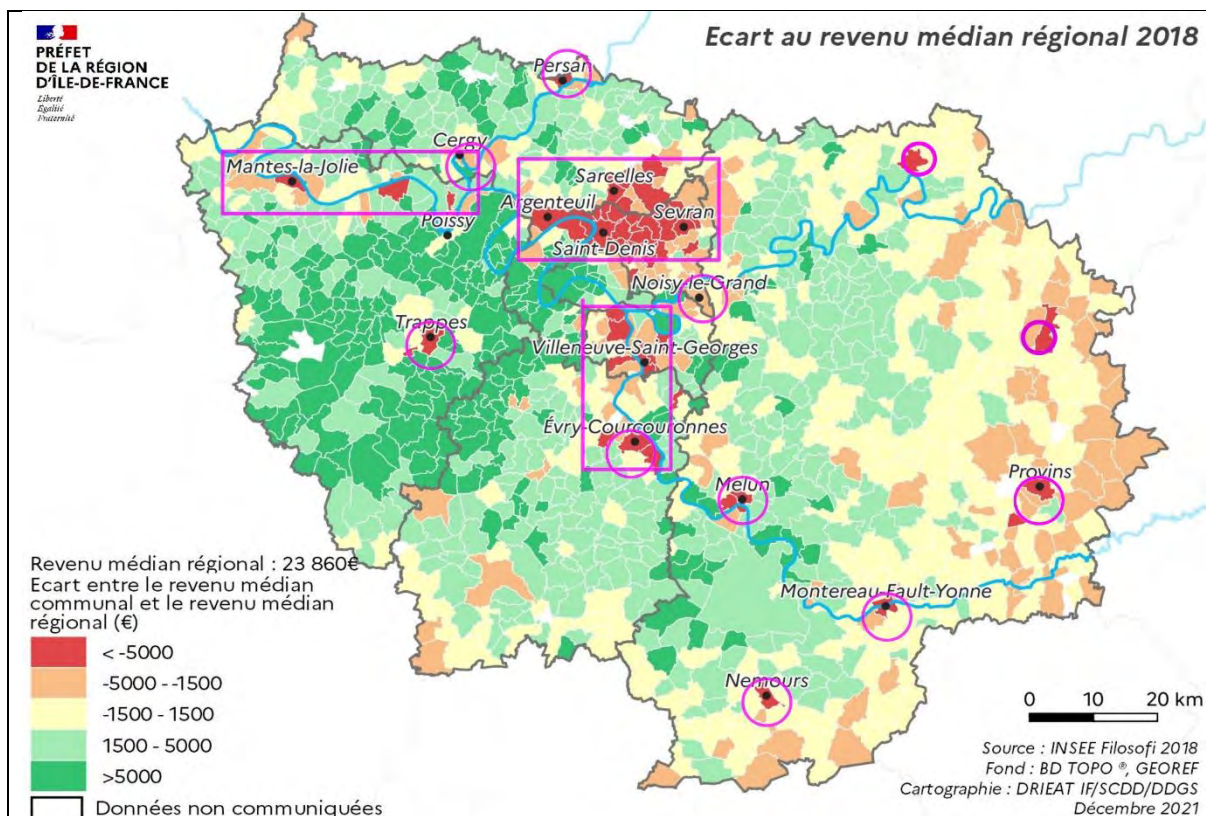 Ecart au revenu médian régional 2018
PRÉFET
DE LA RÉGION
D'ÎLE-DE-FRANCE
Liberté
Égalité
Fraternité
Persan
Cergy
Mantes-la-Jolie
Sarcelles
Argenteuil
Sevran
Poissy
Saint-Denis
Noisy-le-Grand
Trappes
Villeneuve-Saint-Georges
Évry-Courcouronnes
Melun
Provins
Montereau-Fault-Yonne
Nemours
Revenu médian régional : 23 860€
Ecart entre le revenu médian
communal et le revenu médian
régional (€)
< -5000
-5000 - -1500
-1500 - 1500
1500 - 5000
>5000
Données non communiquées
0 10 20 km
Source : INSEE Filosofi 2018
Fond : BD TOPO ®, GEOREF
Cartographie : DRIEAT IF/SCDD/DDGS
Décembre 2021